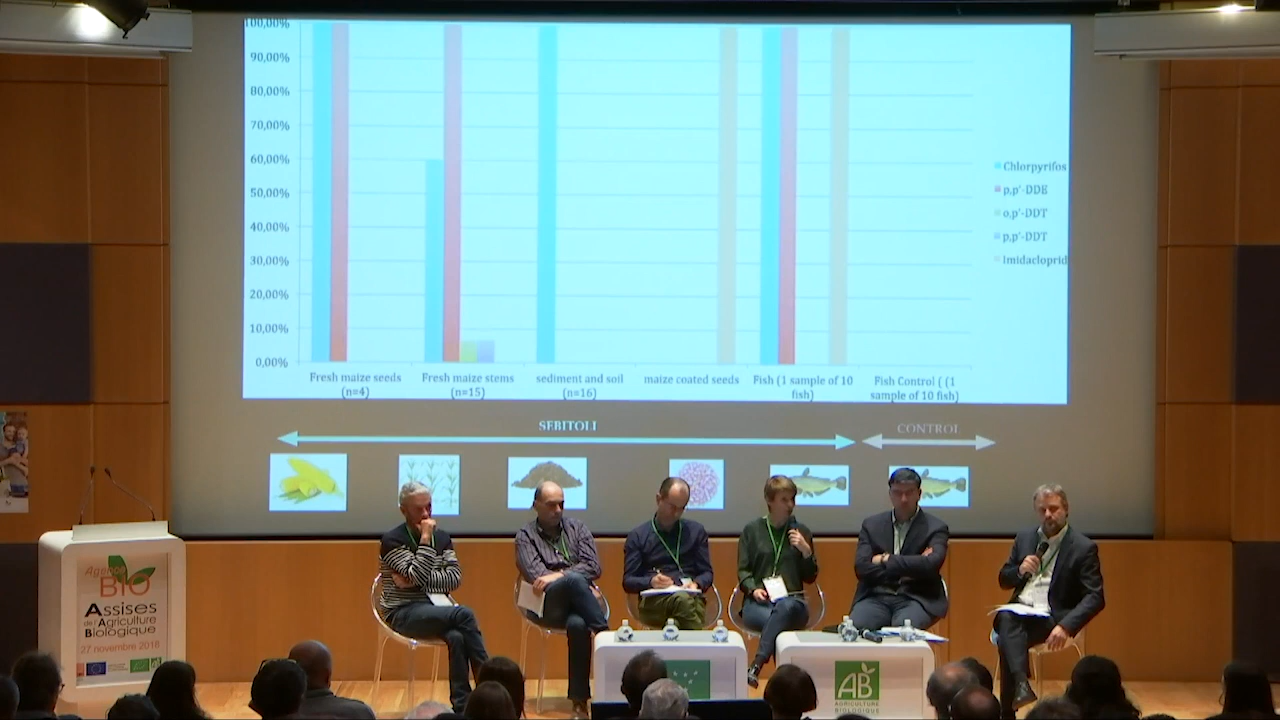 100,00%
90,00%
80,00%
70,00%
60,00%
50,00%
40,00%
30,00%
20,00%
10,00%
0,00%
Chlorpyrifos
p,p'-DDE
o,p'-DDT
p,p'-DDT
Imidacloprid
Fresh maize seeds
(n=4)
Fresh maize stems
(n=15)
sediment and soil
(n=16)
maize coated seeds
Fish (1 sample of 10
fish)
Fish Control ( (1
sample of 10 fish)
SEBITOLI
CONTROL
Agence
BIO
Assises
de l'Agriculture
Biologique
27 novembre 2018
AB
AGRICULTURE
BIOLOGIQUE